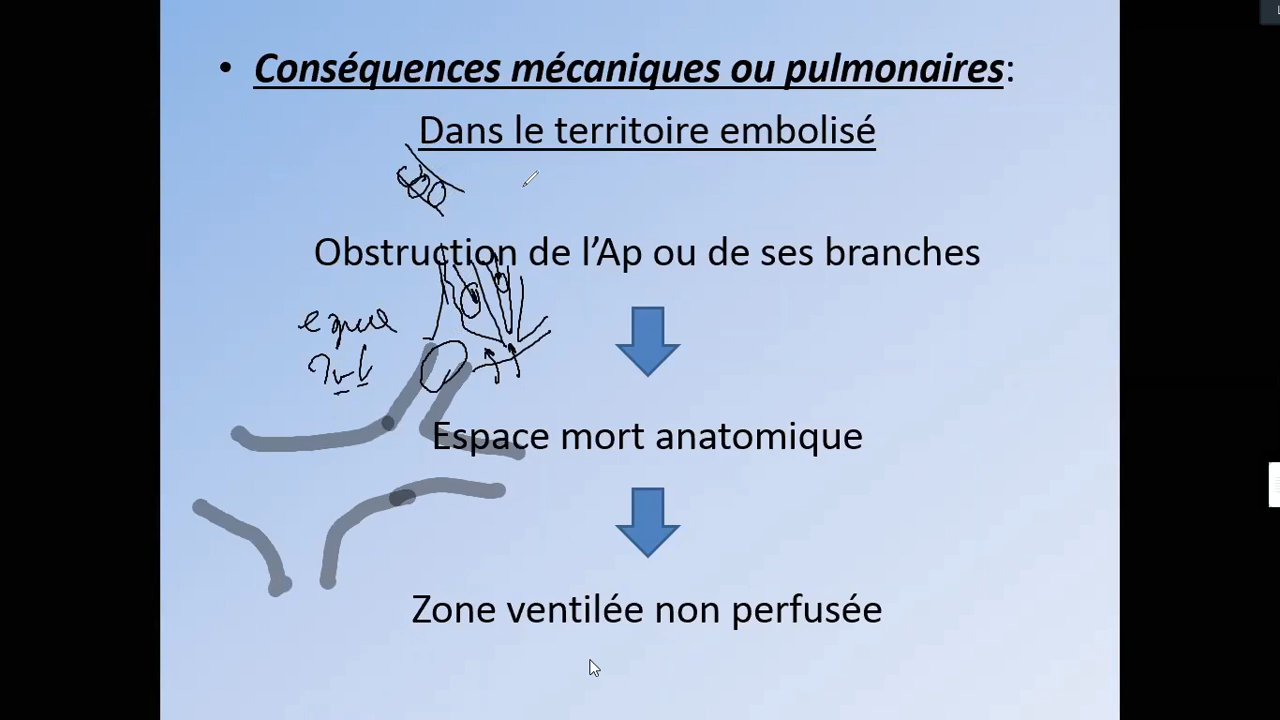 • Conséquences mécaniques ou pulmonaires:
Dans le territoire embolisé
Obstruction de l’Ap ou de ses branches
Espace mort anatomique
Zone ventilée non perfusée